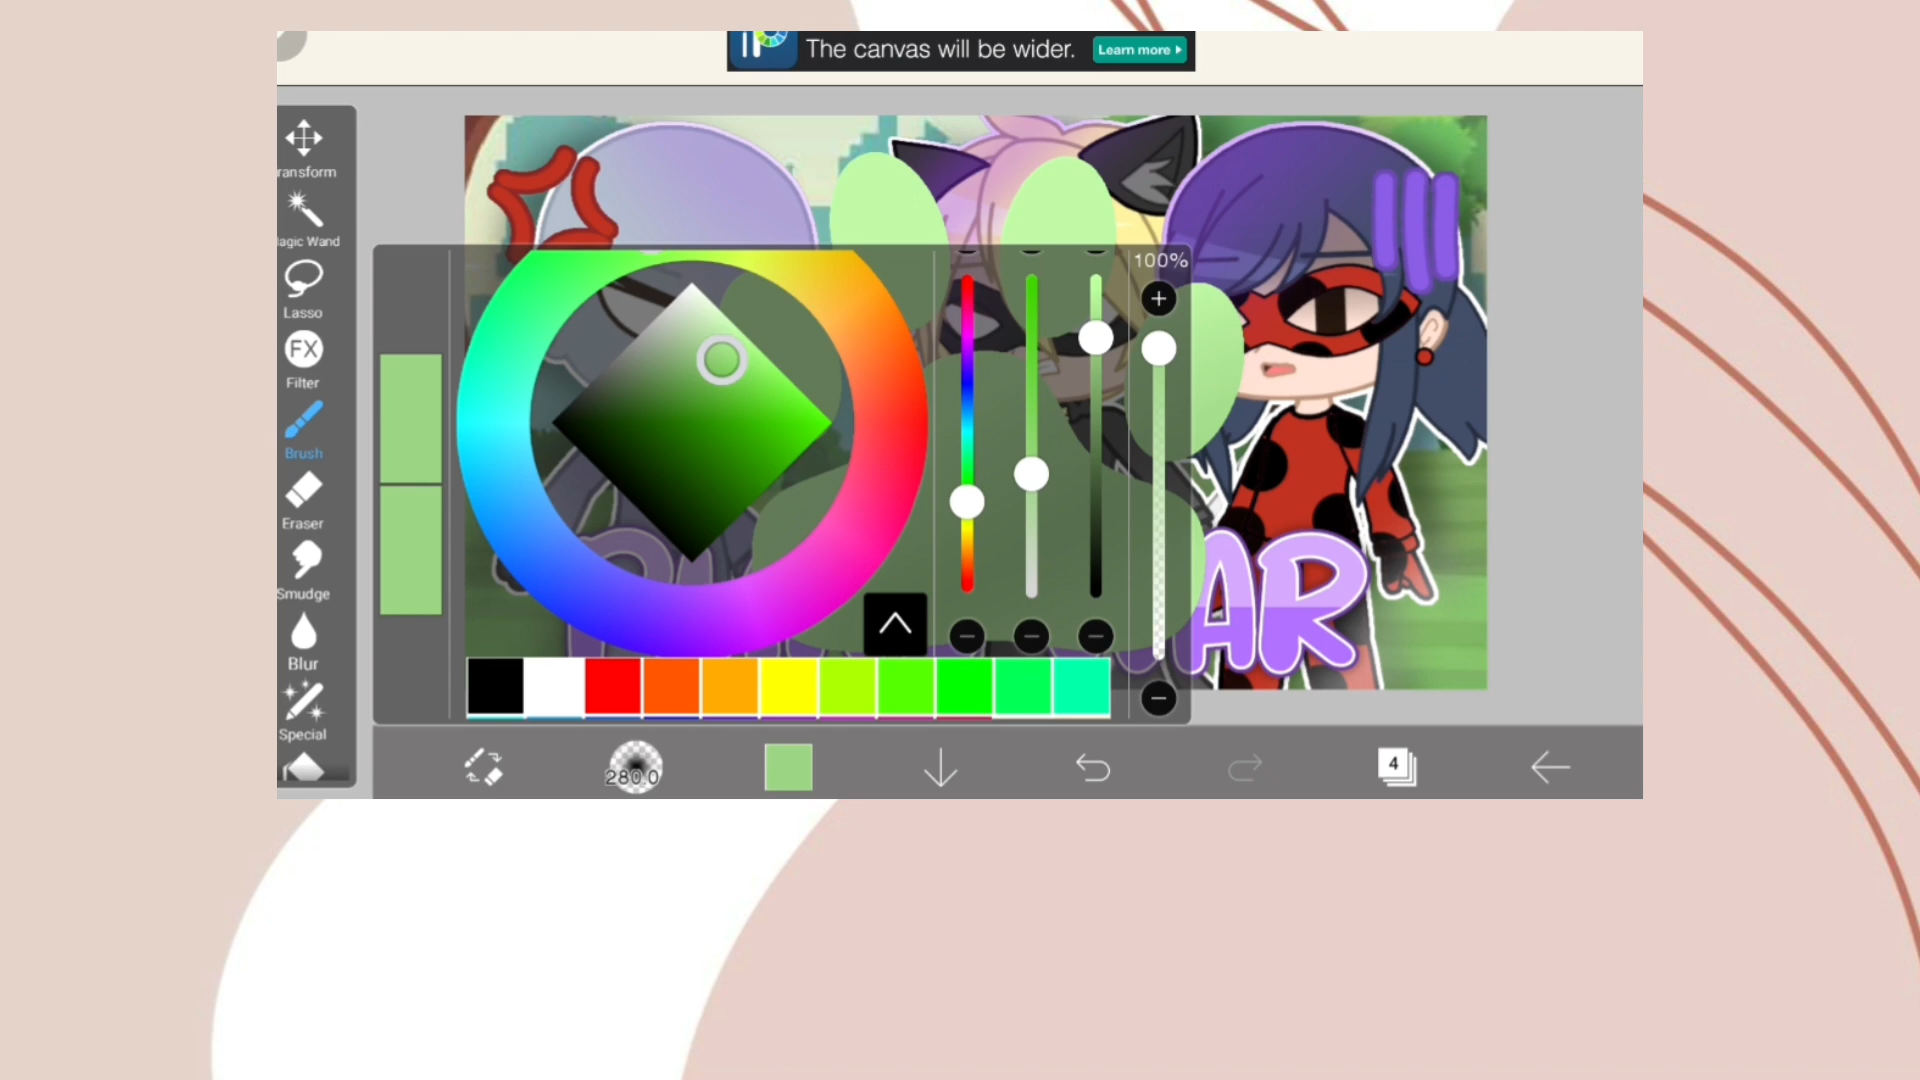 The canvas will be wider.
Learn more
ransform
agic Wand
Lasso
FX
Filter
Brush
Eraser
Smudge
Blur
Special
100%
AR
280.0
4